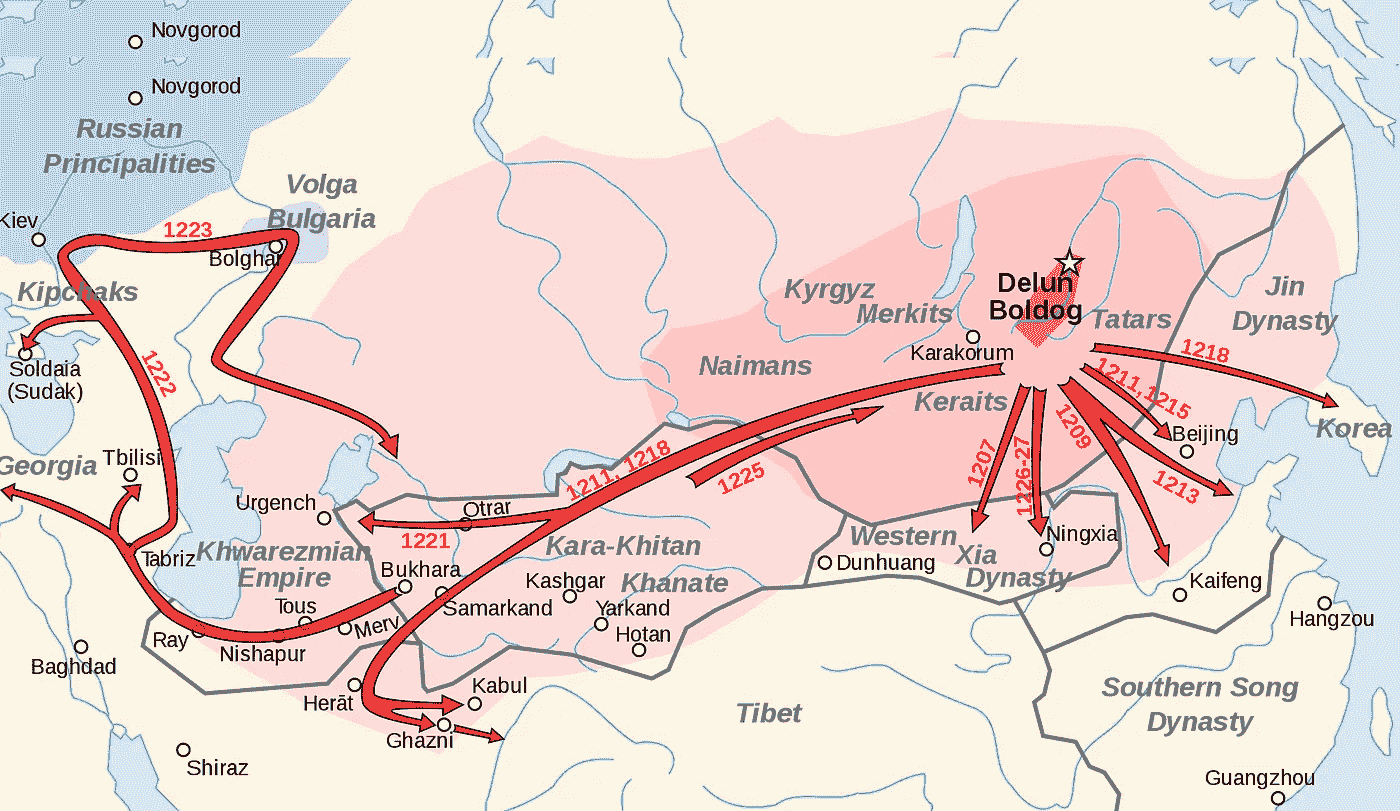 Novgorod
Novgorod
Russian
Principalities
Volga
Bulgaria
Kiev
1223
Bolghar
Kipchaks
Soldaia
(Sudak)
1222
Georgia
Tbilisi
Tabriz
Urgench
Khwarezmian
Empire
Otrar
1221
Bukhara
Samarkand
Tous
Merv
Ray
Nishapur
Baghdad
Shiraz
Herāt
Kabul
Ghazni
Kara-Khitan
Khanate
Kashgar
Yarkand
Hotan
1211, 1218
1225
Kyrgyz
Merkits
Naimans
Karakorum
Keraits
Delun
Boldog
Tatars
Jin
Dynasty
1218
1211,1215
1209
1207
1226-27
1213
Beijing
Korea
Western
Xia
Dynasty
Dunhuang
Ningxia
Kaifeng
Hangzou
Tibet
Southern Song
Dynasty
Guangzhou